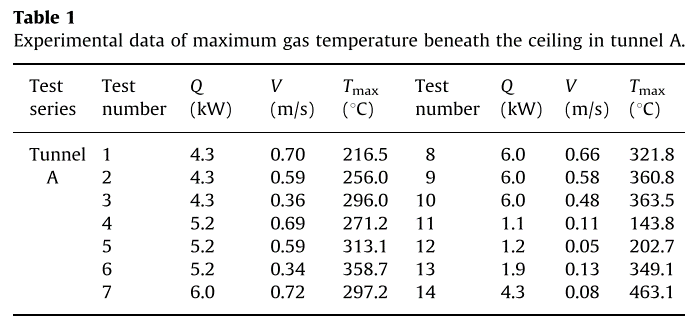 Table 1
Experimental data of maximum gas temperature beneath the ceiling in tunnel A.
Test Test Q V Tmax Test Q V Tmax
series number (kW) (m/s) (°C) number (kW) (m/s) (°C)
Tunnel 1 4.3 0.70 216.5 8 6.0 0.66 321.8
A 2 4.3 0.59 256.0 9 6.0 0.58 360.8
3 4.3 0.36 296.0 10 6.0 0.48 363.5
4 5.2 0.69 271.2 11 1.1 0.11 143.8
5 5.2 0.59 313.1 12 1.2 0.05 202.7
6 5.2 0.34 358.7 13 1.9 0.13 349.1
7 6.0 0.72 297.2 14 4.3 0.08 463.1